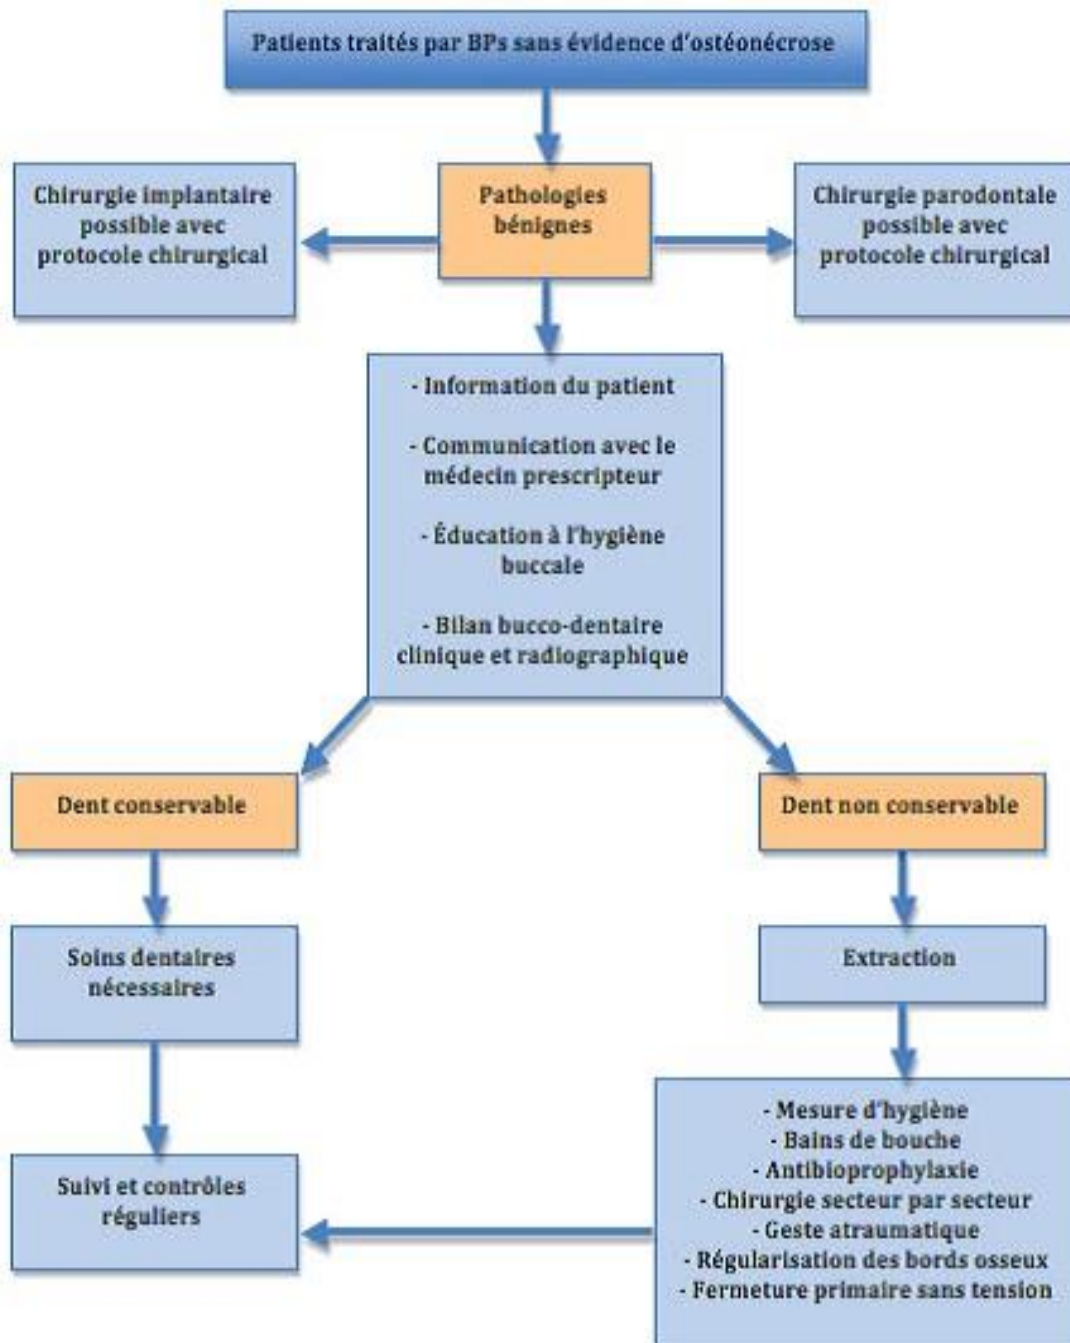 Patients traités par BPs sans évidence d'ostéonécrose
Chirurgie implantaire
possible avec
protocole chirurgical
Pathologies
bénignes
Chirurgie parodontale
possible avec
protocole chirurgical
- Information du patient
- Communication avec le
médecin prescripteur
- Éducation à l'hygiène
buccale
- Bilan bucco-dentaire
clinique et radiographique
Dent conservable
Dent non conservable
Soins dentaires
nécessaires
Extraction
Suivi et contrôles
réguliers
- Mesure d'hygiène
- Bains de bouche
- Antibioprophylaxie
- Chirurgie secteur par secteur
- Geste atraumatique
- Régularisation des bords osseux
- Fermeture primaire sans tension